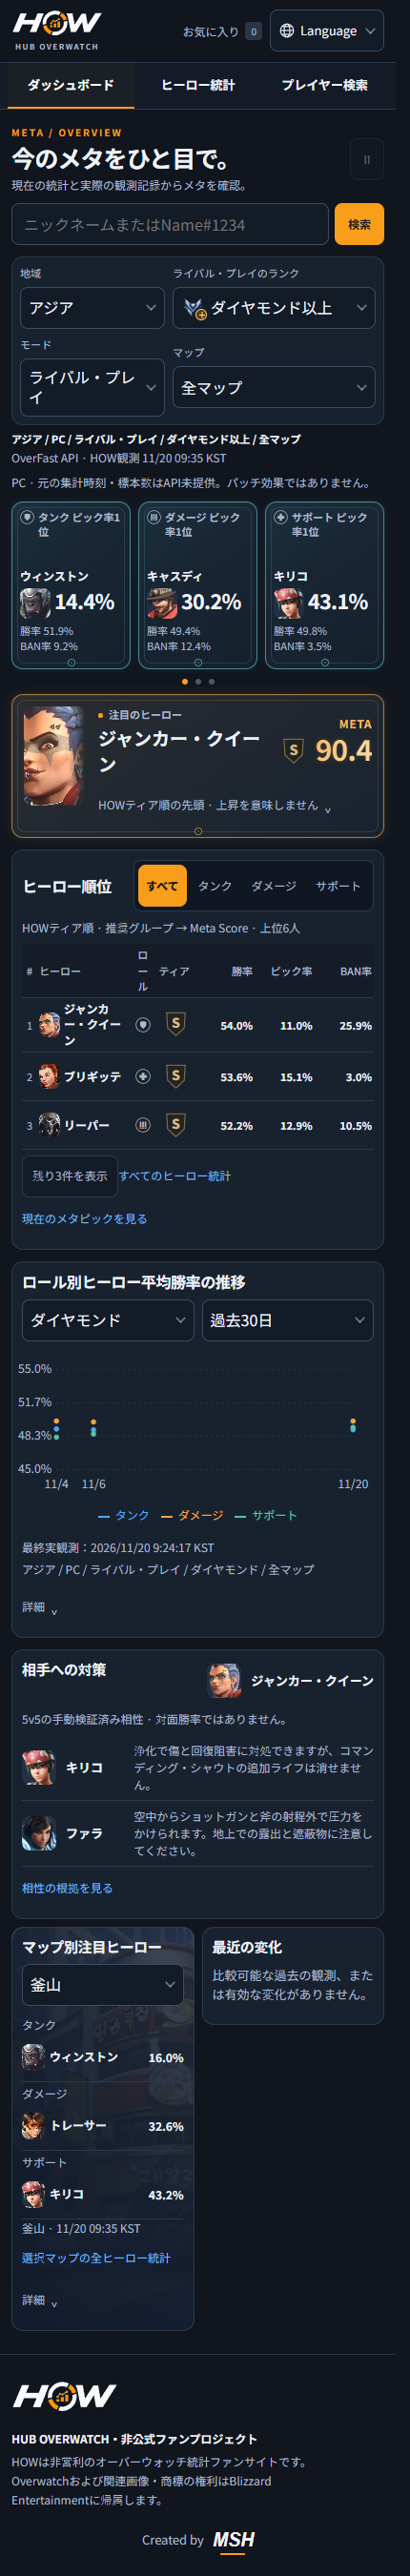 HOW
HUB OVERWATCH
お気に入り 0
Language
ダッシュボード
ヒーロー統計
プレイヤー検索
META / OVERVIEW
今のメタをひと目で。
現在の統計と実際の観測記録からメタを確認。
ニックネームまたはName#1234
検索
地域
ライバル・プレイのランク
アジア
ダイヤモンド以上
モード
マップ
ライバル・プレ
イ
全マップ
アジア / PC / ライバル・プレイ / ダイヤモンド以上 / 全マップ
OverFast API · HOW観測 11/20 09:35 KST
PC · 元の集計時刻・標本数はAPI未提供。パッチ効果ではありません。
タンク ピック率1
位
ウィンストン
14.4%
勝率 51.9%
BAN率 9.2%
ダメージ ピック
率1位
キャスディ
30.2%
勝率 49.4%
BAN率 12.4%
サポート ピック
率1位
キリコ
43.1%
勝率 49.8%
BAN率 3.5%
注目のヒーロー
ジャンカー・クイー
ン
META
S 90.4
HOWティア順の先頭 · 上昇を意味しません
ヒーロー順位
すべて タンク ダメージ サポート
HOWティア順 · 推奨グループ → Meta Score · 上位6人
# ヒーロー
ロ
ー
ル
ティア 勝率 ピック率 BAN率
1
ジャンカ
ー・クイー
ン
S 54.0% 11.0% 25.9%
2 ブリギッテ S 53.6% 15.1% 3.0%
3 リーパー S 52.2% 12.9% 10.5%
残り3件を表示 すべてのヒーロー統計
現在のメタピックを見る
ロール別ヒーロー平均勝率の推移
ダイヤモンド 過去30日
55.0%
51.7%
48.3%
45.0%
11/4 11/6 11/20
タンク ダメージ サポート
最終実観測：2026/11/20 9:24:17 KST
アジア / PC / ライバル・プレイ / ダイヤモンド / 全マップ
詳細
相手への対策
ジャンカー・クイーン
5v5の手動検証済み相性 · 対面勝率ではありません。
キリコ
浄化で傷と回復阻害に対処できますが、コマン
ディング・シャウトの追加ライフは消せませ
ん。
ファラ
空中からショットガンと斧の射程外で圧力を
かけられます。地上での露出と遮蔽物に注意し
てください。
相性の根拠を見る
マップ別注目ヒーロー
釜山
タンク
ウィンストン 16.0%
ダメージ
トレーサー 32.6%
サポート
キリコ 43.2%
釜山 · 11/20 09:35 KST
選択マップの全ヒーロー統計
詳細
最近の変化
比較可能な過去の観測、また
は有効な変化がありません。
HOW
HUB OVERWATCH・非公式ファンプロジェクト
HOWは非営利のオーバーウォッチ統計ファンサイトです。
Overwatchおよび関連画像・商標の権利はBlizzard
Entertainmentに帰属します。
Created by MSH